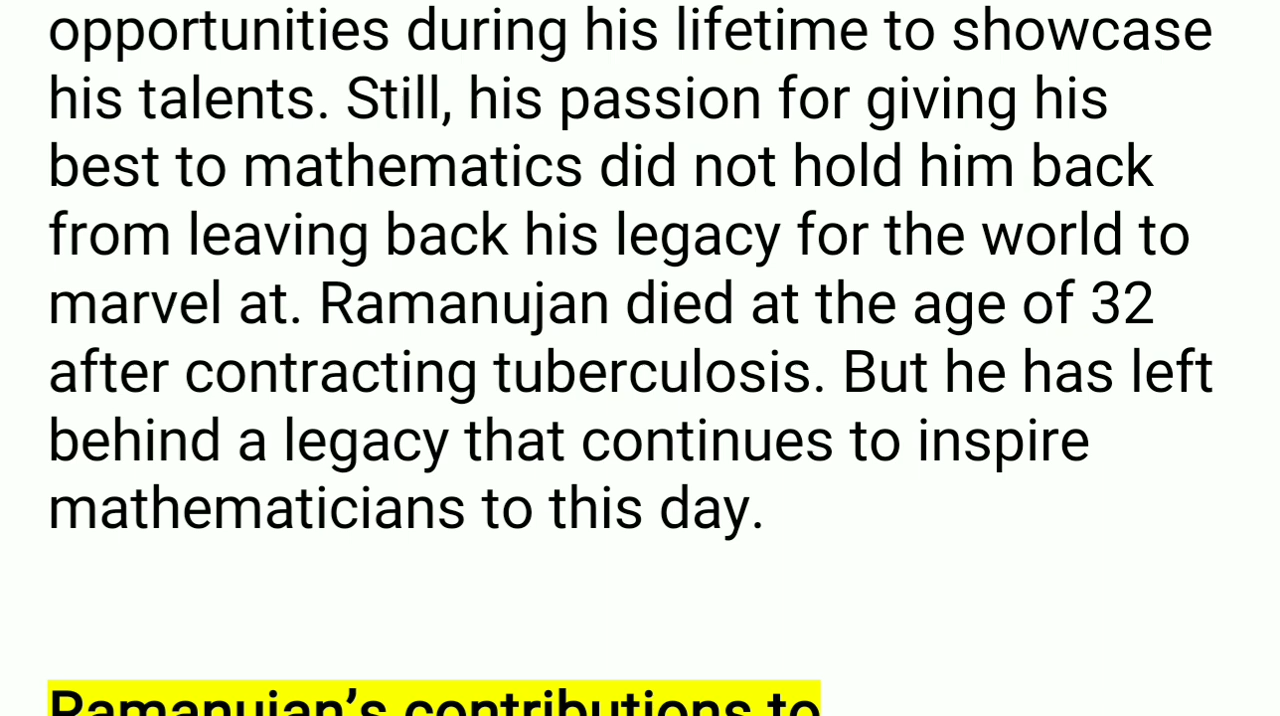 opportunities during his lifetime to showcase
his talents. Still, his passion for giving his
best to mathematics did not hold him back
from leaving back his legacy for the world to
marvel at. Ramanujan died at the age of 32
after contracting tuberculosis. But he has left
behind a legacy that continues to inspire
mathematicians to this day.
Ramanujan’s contributions to